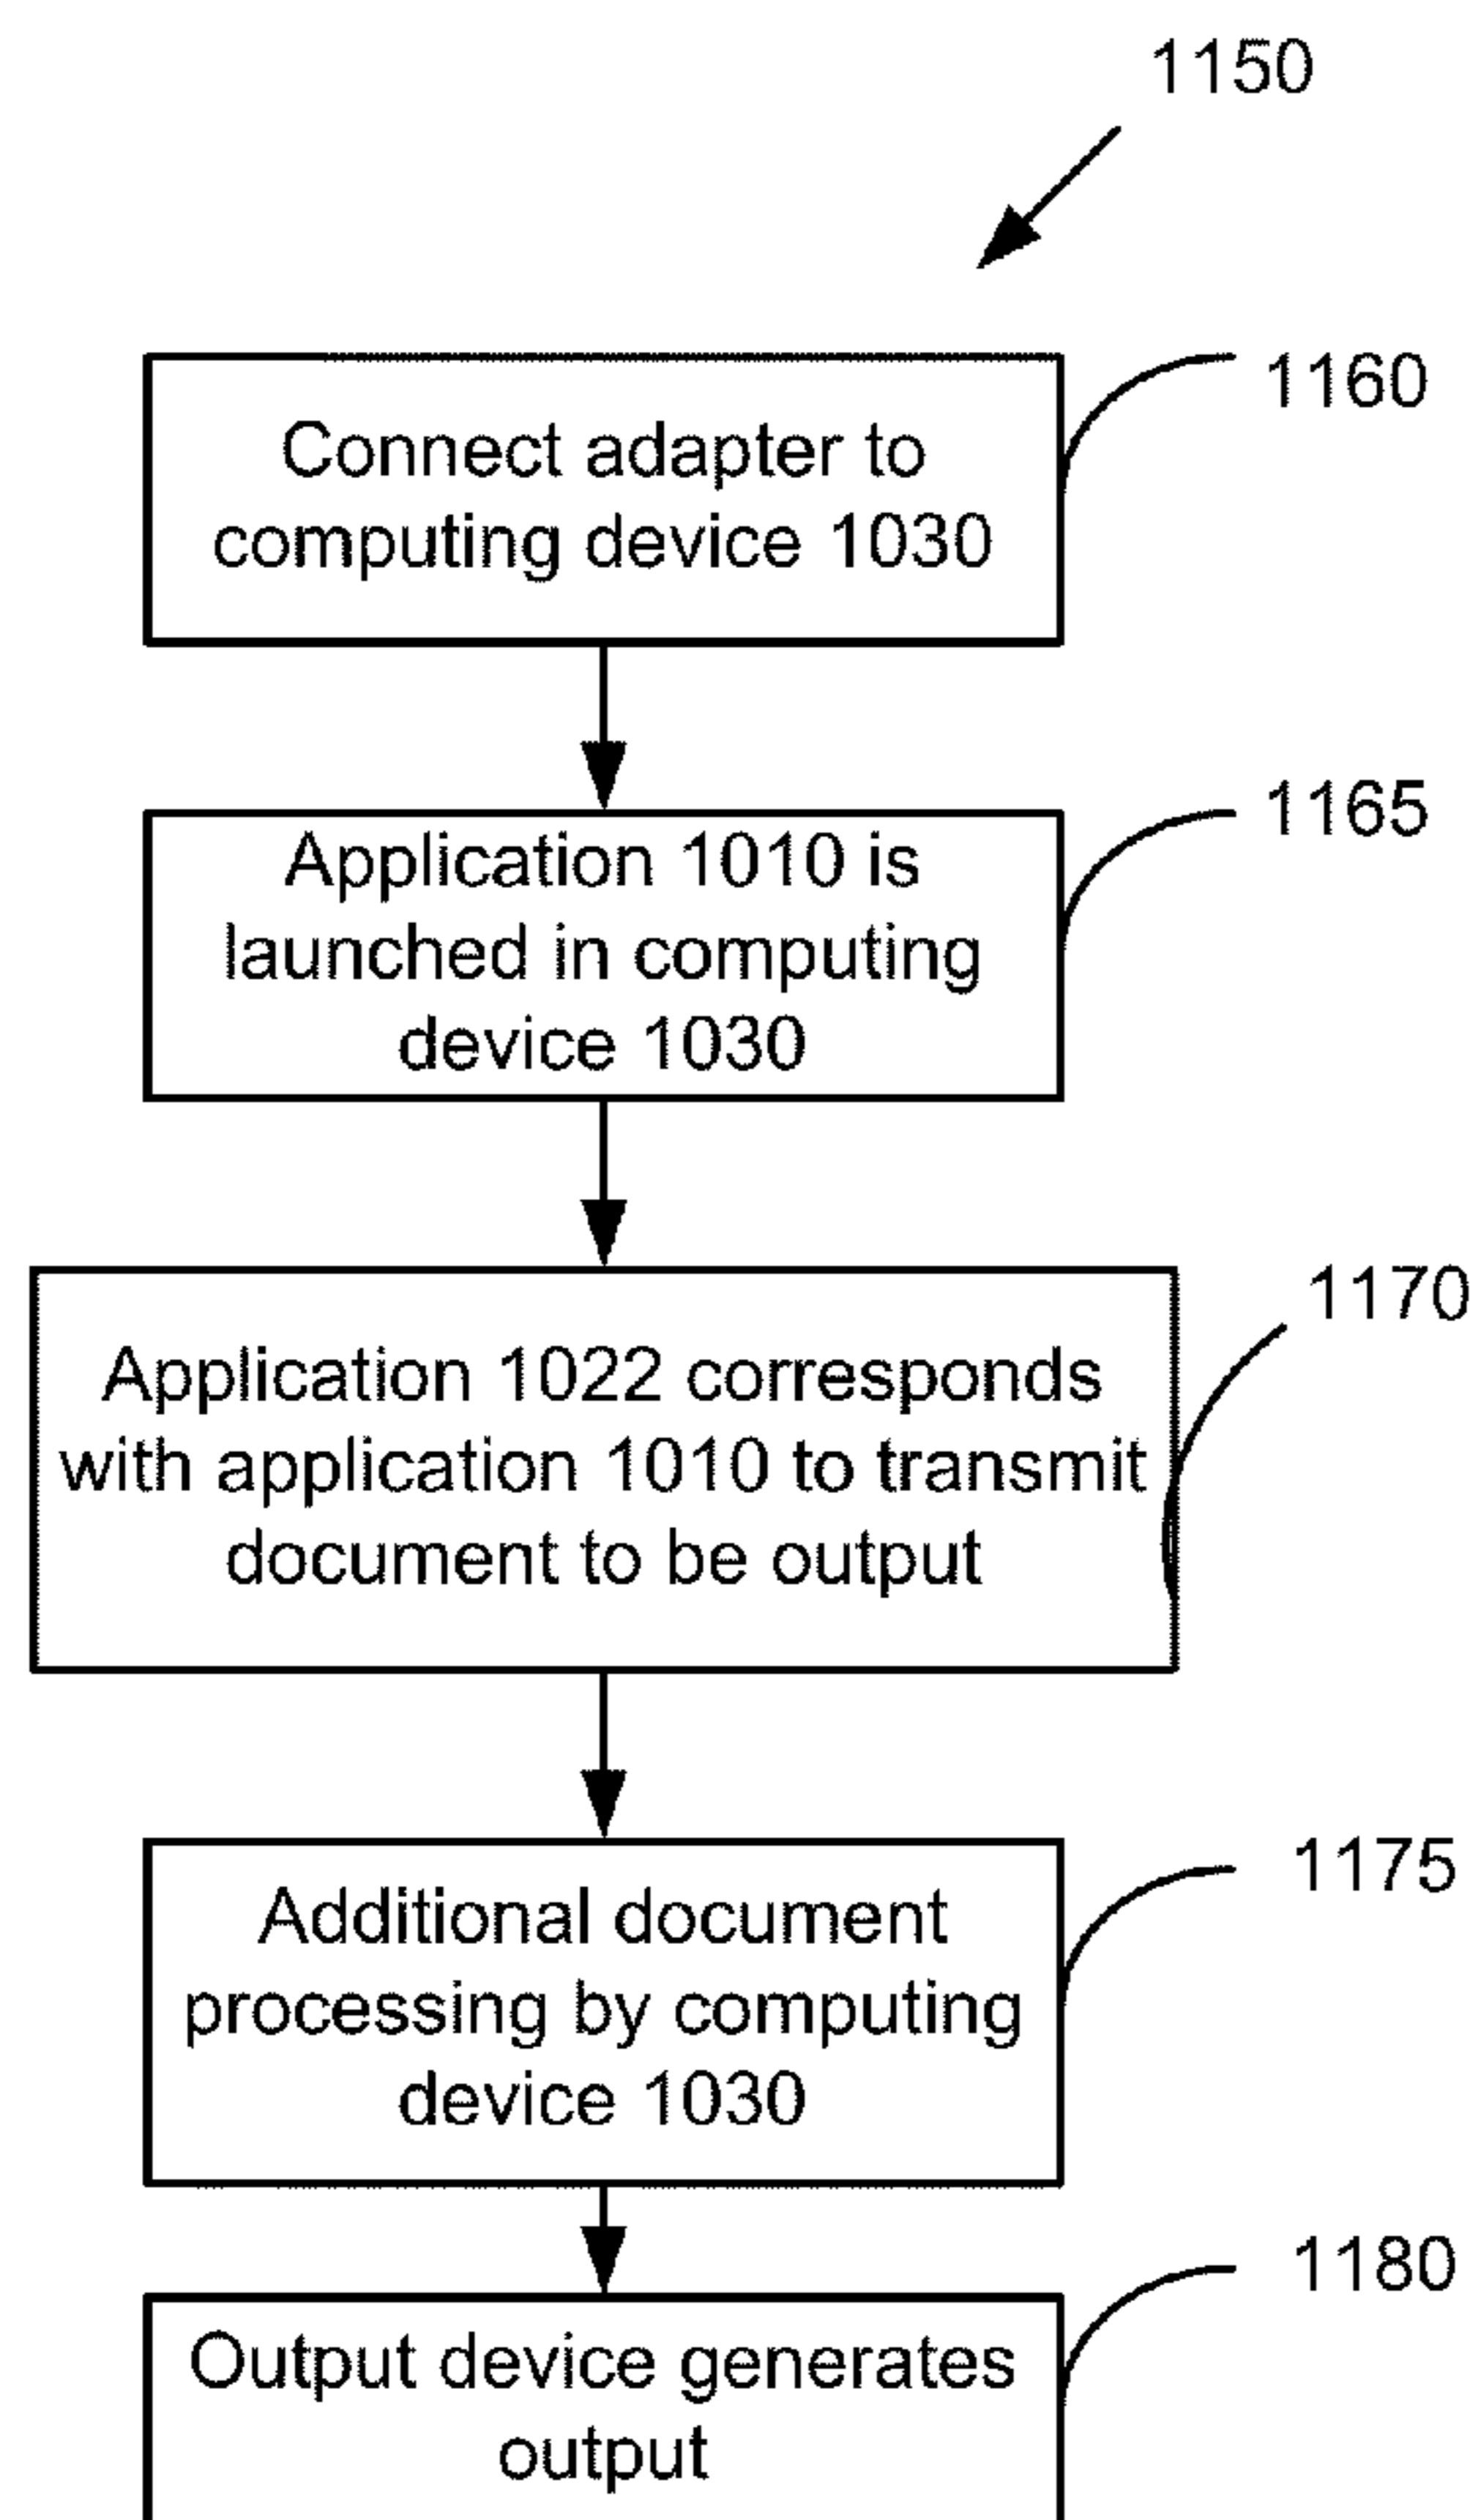 1150
1160
Connect adapter to
computing device 1030
1165
Application 1010 is
launched in computing
device 1030
1170
Application 1022 corresponds
with application 1010 to transmit
document to be output
1175
Additional document
processing by computing
device 1030
1180
Output device generates
output